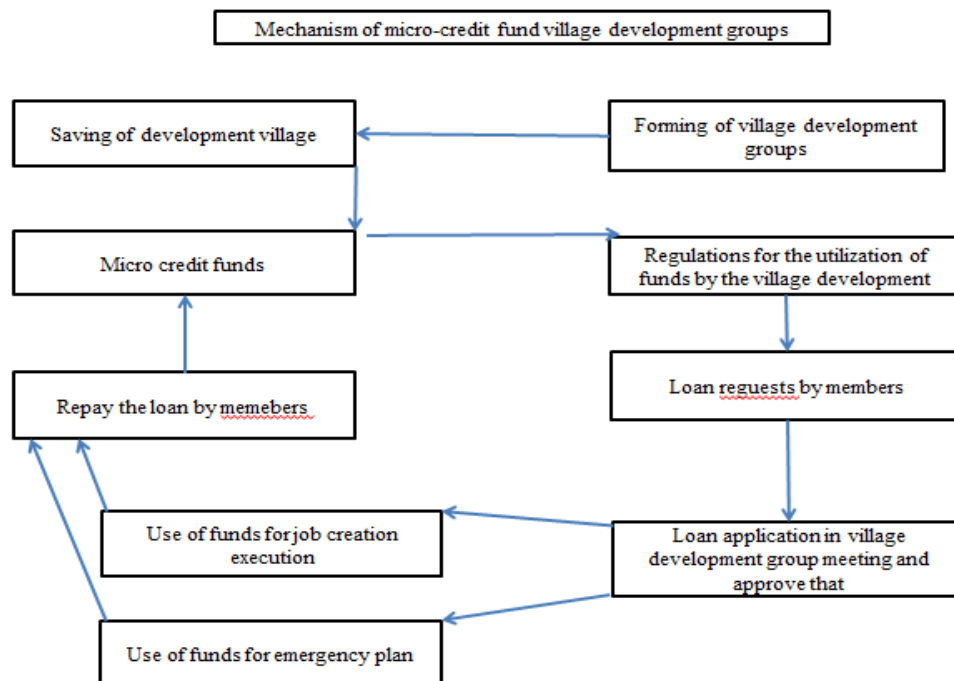 Mechanism of micro-credit fund village development groups
Saving of development village
Forming of village development
groups
Micro credit funds
Regulations for the utilization of
funds by the village development
Loan reguests by members
Repay the loan by memebers
Use of funds for job creation
execution
Loan application in village
development group meeting and
approve that
Use of funds for emergency plan